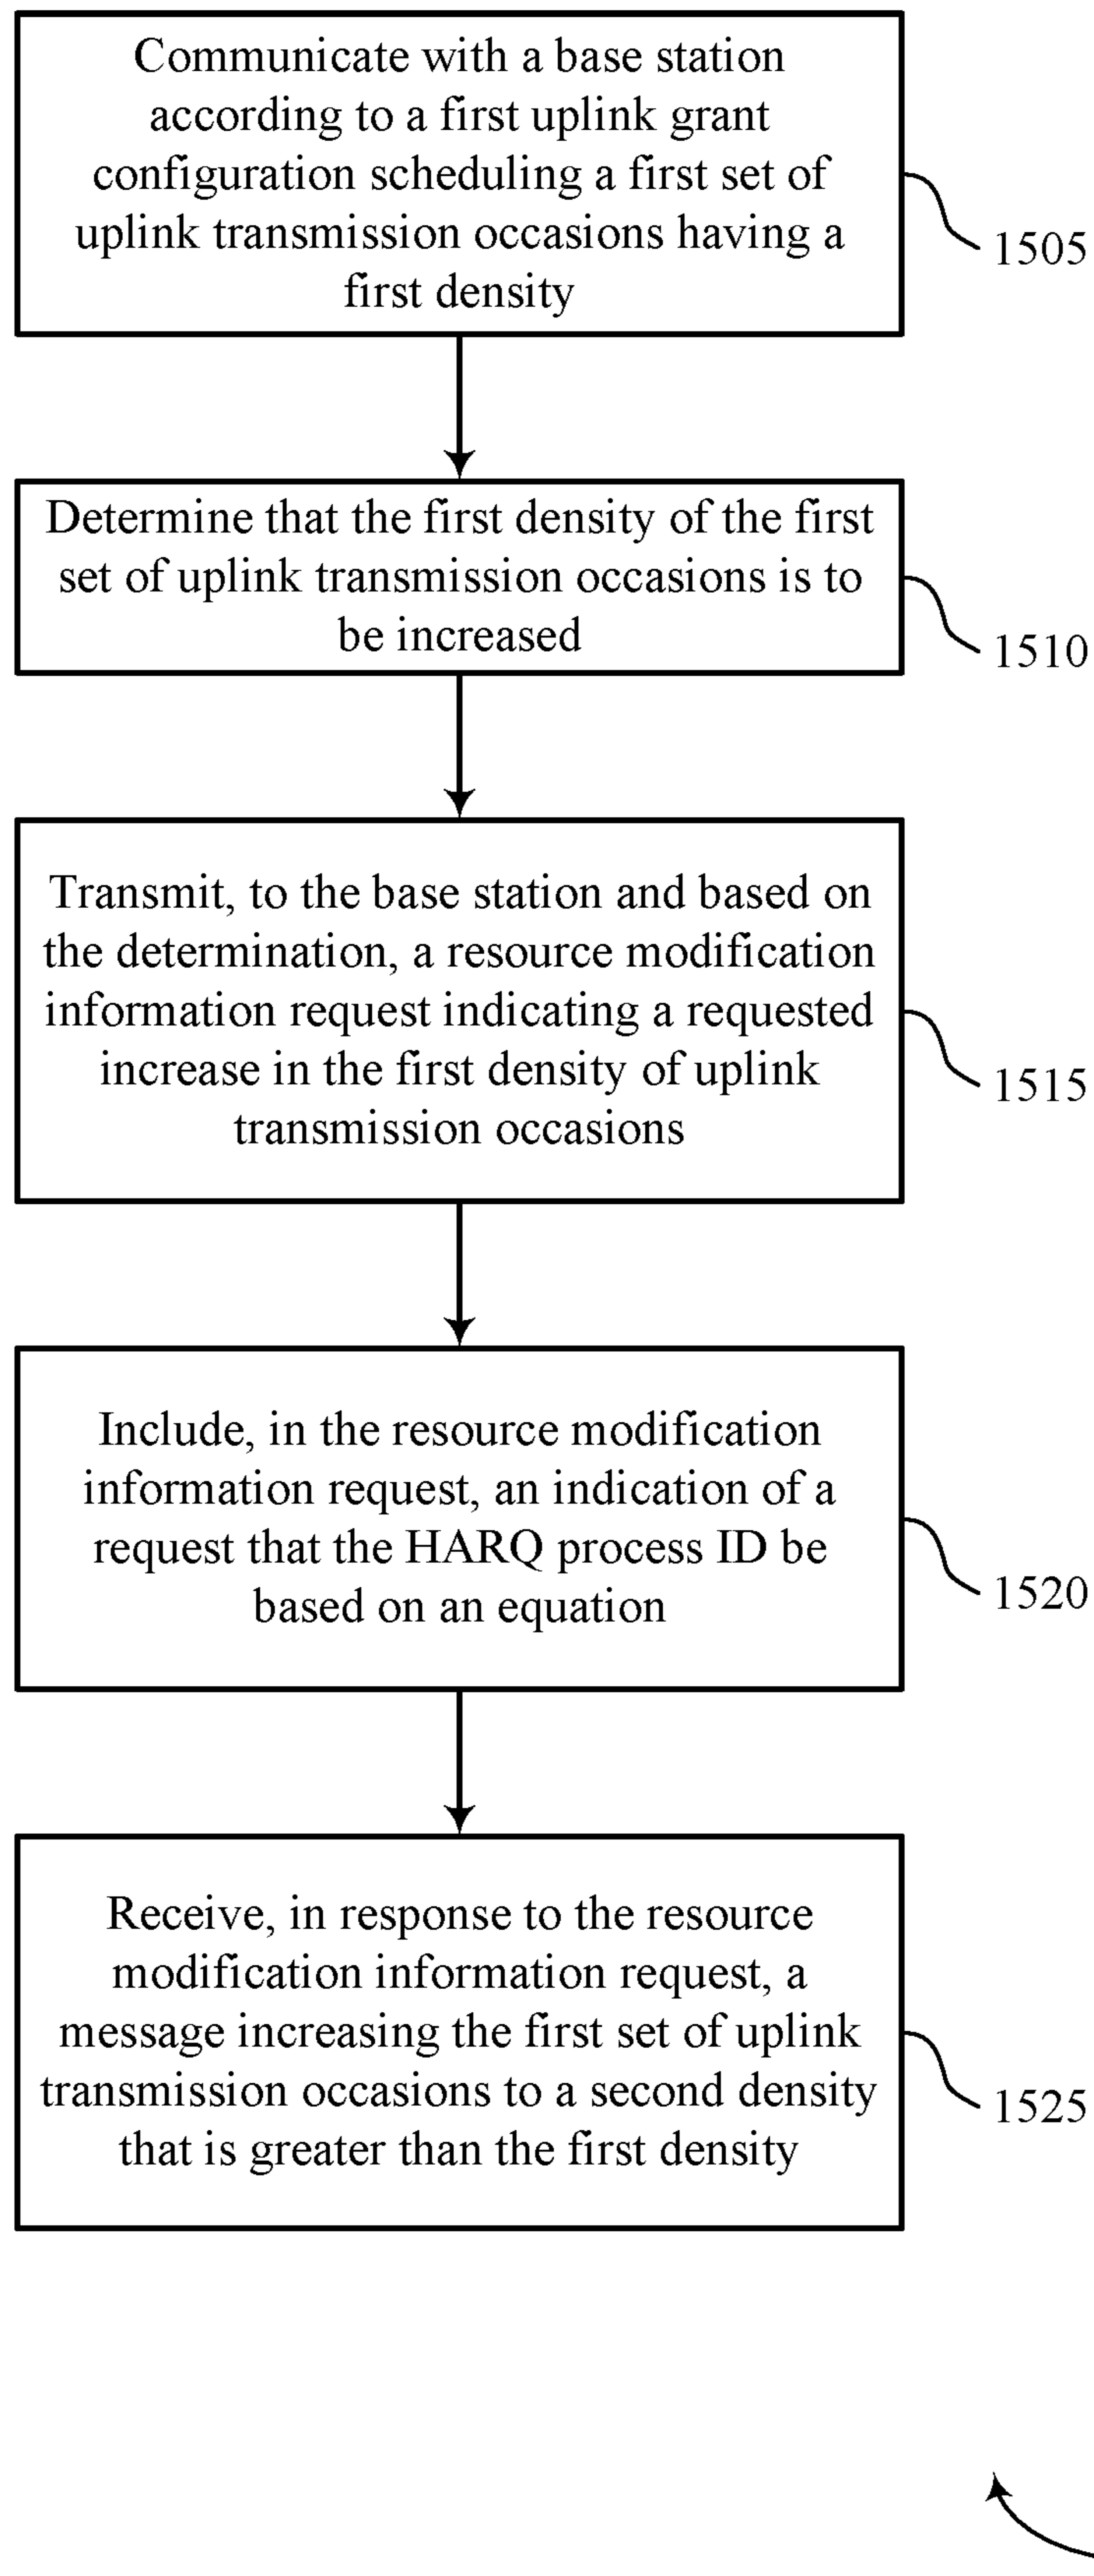 Communicate with a base station
according to a first uplink grant
configuration scheduling a first set of
uplink transmission occasions having a
first density
1505
Determine that the first density of the first
set of uplink transmission occasions is to
be increased
1510
Transmit, to the base station and based on
the determination, a resource modification
information request indicating a requested
increase in the first density of uplink
transmission occasions
1515
Include, in the resource modification
information request, an indication of a
request that the HARQ process ID be
based on an equation
1520
Receive, in response to the resource
modification information request, a
message increasing the first set of uplink
transmission occasions to a second density
that is greater than the first density
1525